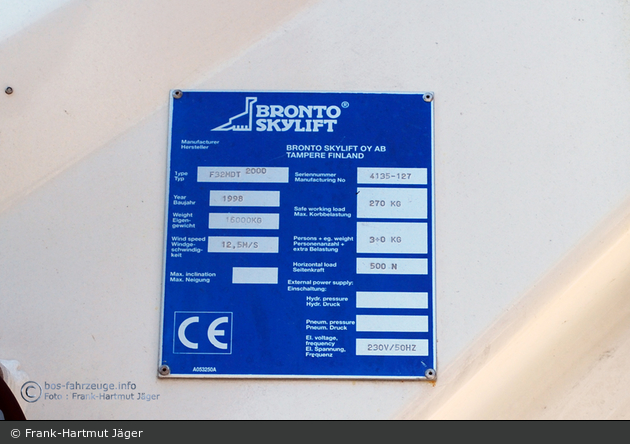 BRONTO®
SKYLIFT
Manufacturer
Hersteller
BRONTO SKYLIFT OY AB
TAMPERE FINLAND
Type
Typ
F32MDT 2000
Seriennummer
Manufacturing No
4135-127
Year
Baujahr
1998
Safe working load
Max. Korbbelastung
270 KG
Weight
Eigen-
gewicht
16000KG
Persons + eg. weight
Personenanzahl +
extra Belastung
KG
Wind speed
Windge-
schwindig-
keit
12,5M/S
Horizontal load
Seitenkraft
500 N
Max. inclination
Max. Neigung
External power supply:
Einschaltung:
Hydr. pressure
Hydr. Druck
Pneum. pressure
Pneum. Druck
El. voltage,
frequency
El. Spannung,
Frequenz
230V/50HZ
CE
A053250A
© bos-fahrzeuge.info
Foto : Frank-Hartmut Jäger
© Frank-Hartmut Jäger